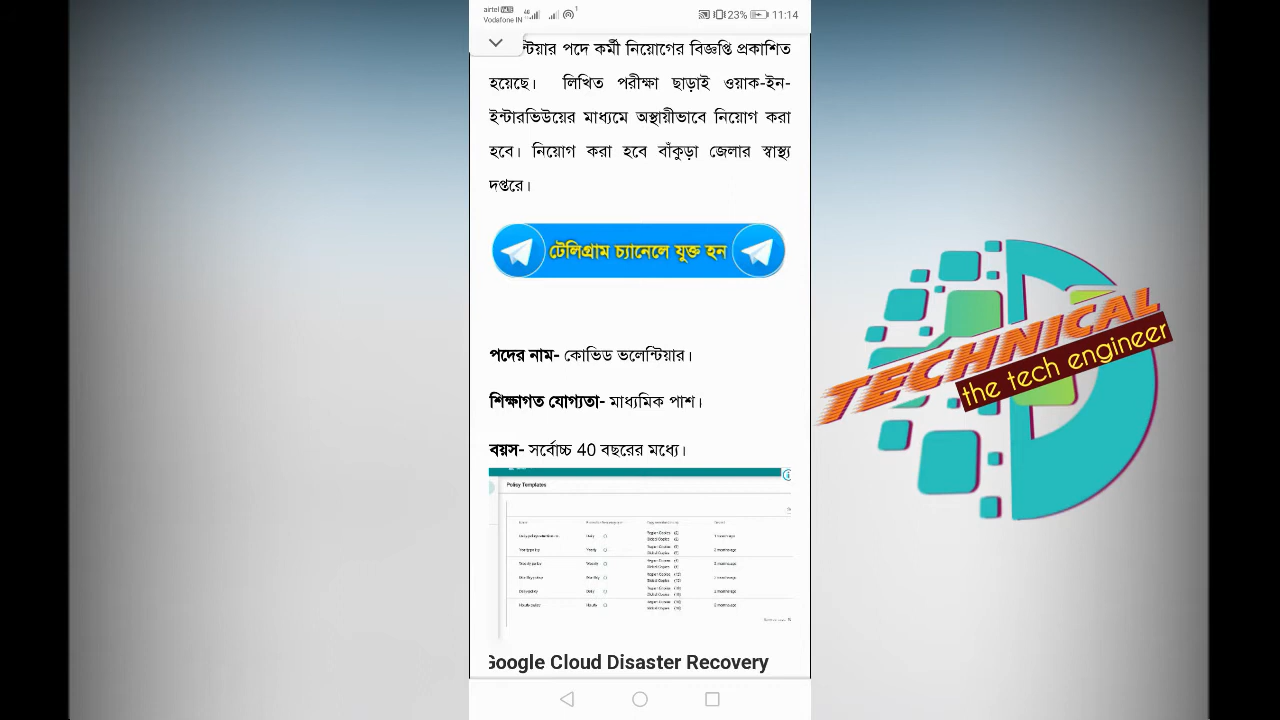 airtel
Vodafone IN
4G
1
23%
11:14
ন্টিয়ার পদে কর্মী নিয়োগের বিজ্ঞপ্তি প্রকাশিত
হয়েছে। লিখিত পরীক্ষা ছাড়াই ওয়াক-ইন-
ইন্টারভিউয়ের মাধ্যমে অস্থায়ীভাবে নিয়োগ করা
হবে। নিয়োগ করা হবে বাঁকুড়া জেলার স্বাস্থ্য
দপ্তরে।
টেলিগ্রাম চ্যানেলে যুক্ত হন
পদের নাম- কোভিড ভলেন্টিয়ার।
শিক্ষাগত যোগ্যতা- মাধ্যমিক পাশ।
বয়স- সর্বোচ্চ 40 বছরের মধ্যে।
Policy Templates
Google Cloud Disaster Recovery
TECHNICAL
the tech engineer